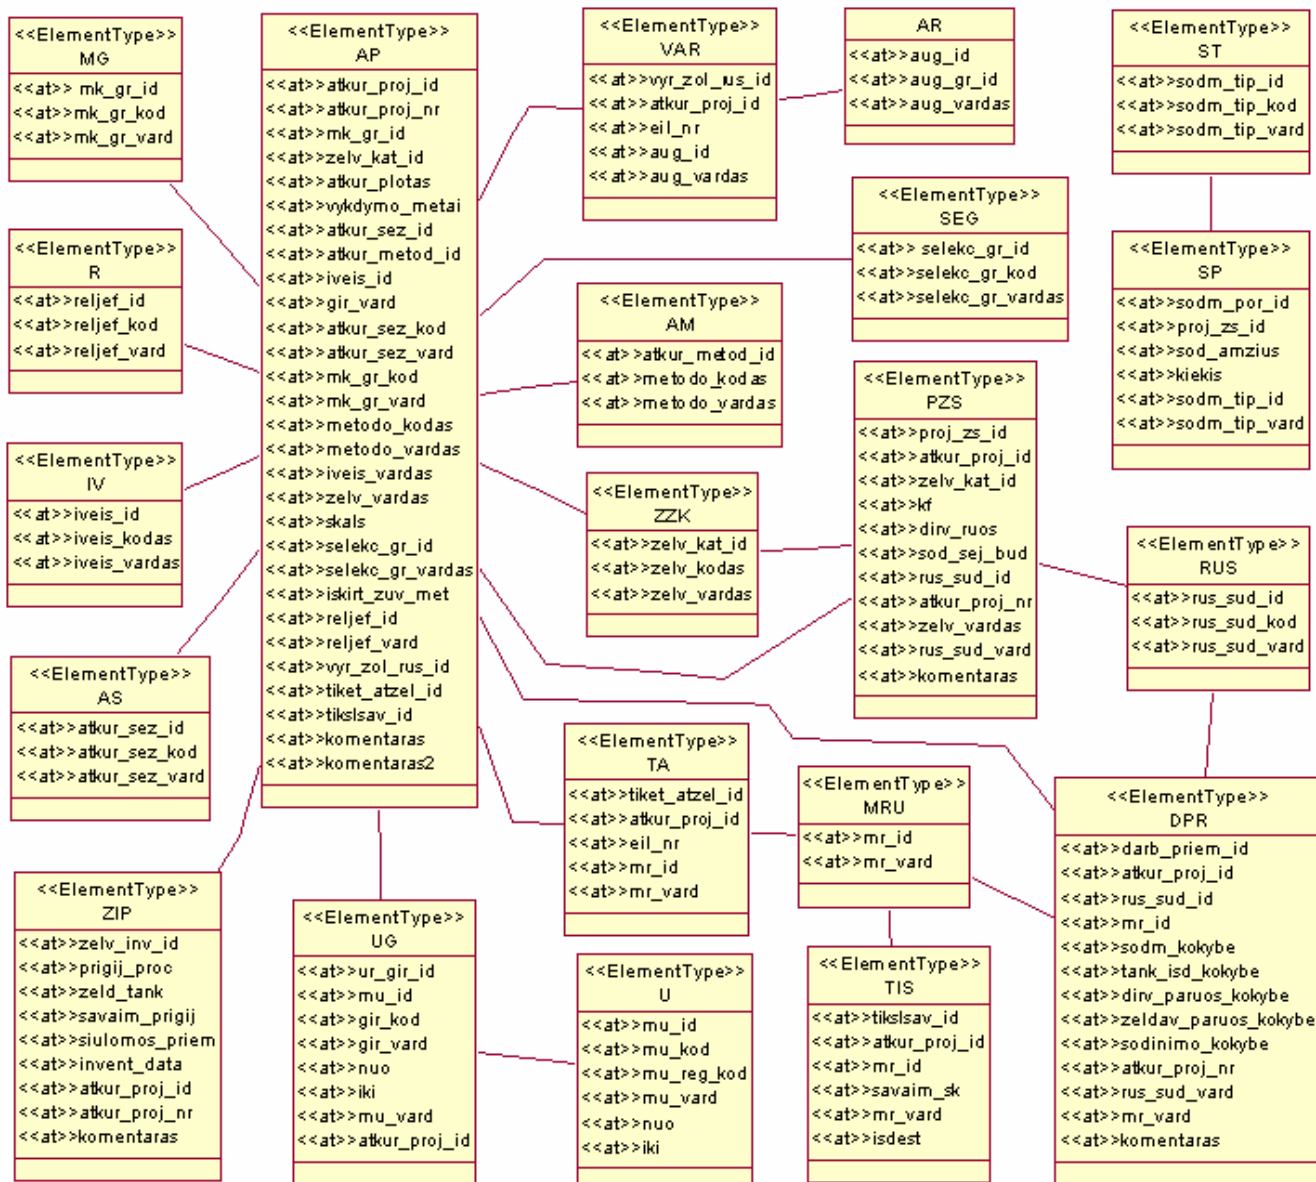 <<ElementType>>
MG
<<at>> mk_gr_id
<<at>>mk_gr_kod
<<at>>mk_gr_vard
<<ElementType>>
R
<<at>>reljef_id
<<at>>reljef_kod
<<at>>reljef_vard
<<ElementType>>
IV
<<at>>iveis_id
<<at>>iveis_kodas
<<at>>iveis_vardas
<<ElementType>>
AS
<<at>>atkur_sez_id
<<at>>atkur_sez_kod
<<at>>atkur_sez_vard
<<ElementType>>
ZIP
<<at>>zelv_inv_id
<<at>>prigij_proc
<<at>>zeld_tank
<<at>>savaim_prigij
<<at>>siulomos_priem
<<at>>invent_data
<<at>>atkur_proj_id
<<at>>atkur_proj_nr
<<at>>komentaras
<<ElementType>>
AP
<<at>>atkur_proj_id
<<at>>atkur_proj_nr
<<at>>mk_gr_id
<<at>>zelv_kat_id
<<at>>atkur_plotas
<<at>>vykdymo_metai
<<at>>atkur_sez_id
<<at>>atkur_metod_id
<<at>>iveis_id
<<at>>gir_vard
<<at>>atkur_sez_kod
<<at>>atkur_sez_vard
<<at>>mk_gr_kod
<<at>>mk_gr_vard
<<at>>metodo_kodas
<<at>>metodo_vardas
<<at>>iveis_vardas
<<at>>zelv_vardas
<<at>>skals
<<at>>selekc_gr_id
<<at>>selekc_gr_vardas
<<at>>iskirt_zuv_met
<<at>>reljef_id
<<at>>reljef_vard
<<at>>vyr_zol_rus_id
<<at>>tiket_atzel_id
<<at>>tikslsav_id
<<at>>komentaras
<<at>>komentaras2
<<ElementType>>
UG
<<at>>ur_gir_id
<<at>>mu_id
<<at>>gir_kod
<<at>>gir_vard
<<at>>nuo
<<at>>iki
<<at>>mu_vard
<<at>>atkur_proj_id
<<ElementType>>
VAR
<<at>>vyr_zol_rus_id
<<at>>atkur_proj_id
<<at>>eil_nr
<<at>>aug_id
<<at>>aug_vardas
<<ElementType>>
AM
<<at>>atkur_metod_id
<<at>>metodo_kodas
<<at>>metodo_vardas
<<ElementType>>
ZZK
<<at>>zelv_kat_id
<<at>>zelv_kodas
<<at>>zelv_vardas
<<ElementType>>
TA
<<at>>tiket_atzel_id
<<at>>atkur_proj_id
<<at>>eil_nr
<<at>>mr_id
<<at>>mr_vard
<<ElementType>>
U
<<at>>mu_id
<<at>>mu_kod
<<at>>mu_reg_kod
<<at>>mu_vard
<<at>>nuo
<<at>>iki
AR
<<at>>aug_id
<<at>>aug_gr_id
<<at>>aug_vardas
<<ElementType>>
SEG
<<at>> selekc_gr_id
<<at>>selekc_gr_kod
<<at>>selekc_gr_vardas
<<ElementType>>
PZS
<<at>>proj_zs_id
<<at>>atkur_proj_id
<<at>>zelv_kat_id
<<at>>kf
<<at>>dirv_ruos
<<at>>sod_sej_bud
<<at>>rus_sud_id
<<at>>atkur_proj_nr
<<at>>zelv_vardas
<<at>>rus_sud_vard
<<at>>komentaras
<<ElementType>>
MRU
<<at>>mr_id
<<at>>mr_vard
<<ElementType>>
TIS
<<at>>tikslsav_id
<<at>>atkur_proj_id
<<at>>mr_id
<<at>>savaim_sk
<<at>>mr_vard
<<at>>isdest
<<ElementType>>
ST
<<at>>sodm_tip_id
<<at>>sodm_tip_kod
<<at>>sodm_tip_vard
<<ElementType>>
SP
<<at>>sodm_por_id
<<at>>proj_zs_id
<<at>>sod_amzius
<<at>>kiekis
<<at>>sodm_tip_id
<<at>>sodm_tip_vard
<<ElementType>>
RUS
<<at>>rus_sud_id
<<at>>rus_sud_kod
<<at>>rus_sud_vard
<<ElementType>>
DPR
<<at>>darb_priem_id
<<at>>atkur_proj_id
<<at>>rus_sud_id
<<at>>mr_id
<<at>>sodm_kokybe
<<at>>tank_isd_kokybe
<<at>>dirv_paruos_kokybe
<<at>>zeldav_paruos_kokybe
<<at>>sodinimo_kokybe
<<at>>atkur_proj_nr
<<at>>rus_sud_vard
<<at>>mr_vard
<<at>>komentaras